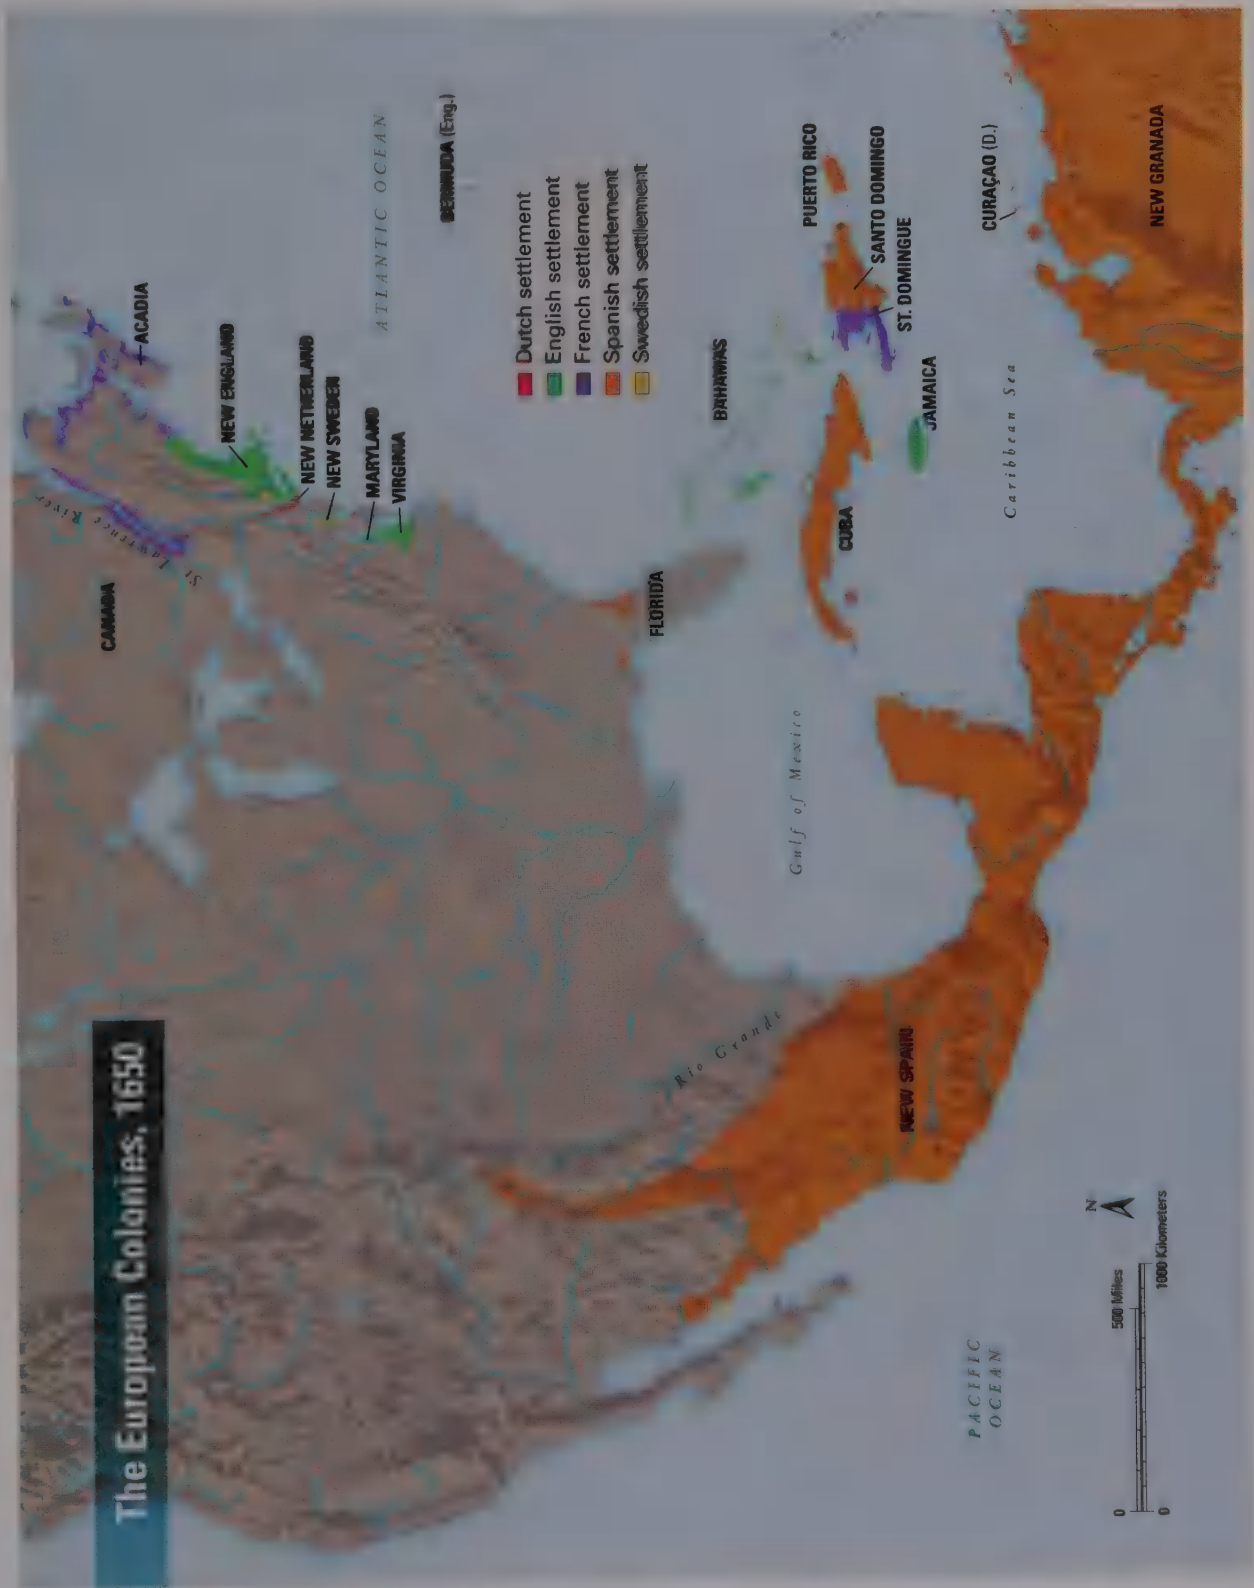 The European Colonies, 1650
CANADA
St. Lawrence River
ACADIA
NEW ENGLAND
NEW NETHERLAND
NEW SWEDEN
MARYLAND
VIRGINIA
ATLANTIC OCEAN
BERMUDA (Eng.)
Dutch settlement
English settlement
French settlement
Spanish settlement
Swedish settlement
FLORIDA
BAHAMAS
Rio Grande
Gulf of Mexico
CUBA
PUERTO RICO
SANTO DOMINGO
ST. DOMINGUE
JAMAICA
NEW SPAIN
Caribbean Sea
CURAÇAO (D.)
NEW GRANADA
PACIFIC
OCEAN
N
0
500 Miles
0
1000 Kilometers